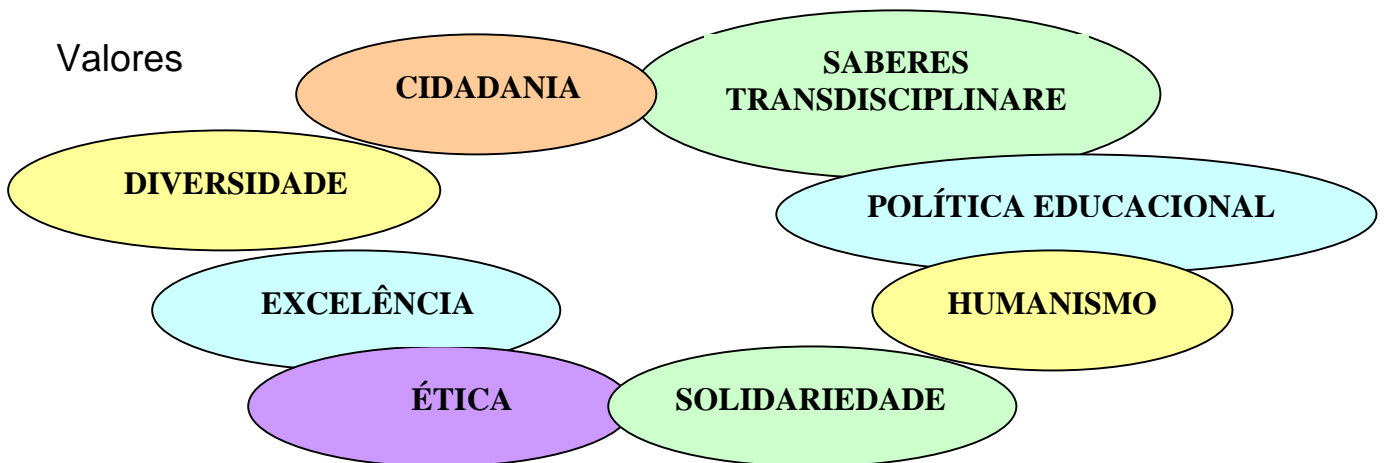 Valores
CIDADANIA
SABERES
TRANSDISCIPLINARE
DIVERSIDADE
POLÍTICA EDUCACIONAL
EXCELÊNCIA
HUMANISMO
ÉTICA
SOLIDARIEDADE